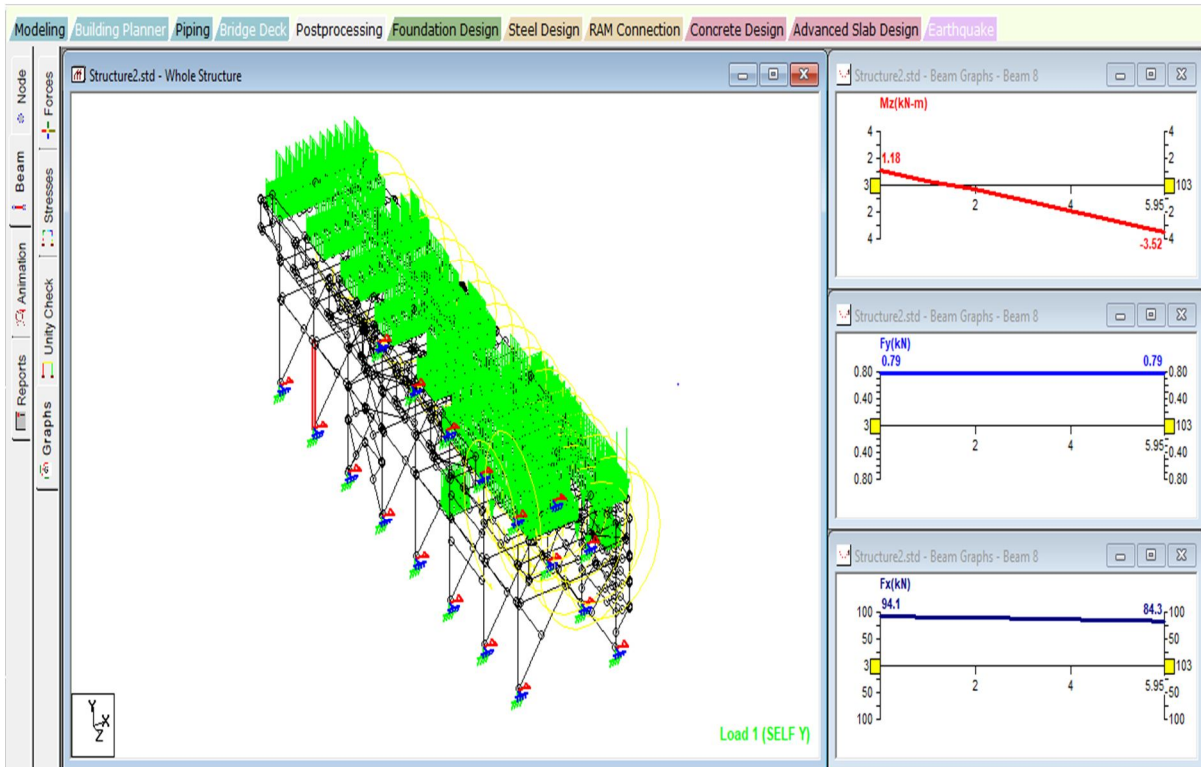 Modeling Building Planner Piping Bridge Deck Postprocessing Foundation Design Steel Design RAM Connection Concrete Design Advanced Slab Design Earthquake
Node
Beam
Animation
Reports
Forces
Stresses
Unity Check
Graphs
Structure2.std - Whole Structure
Y
X
Z
Load 1 (SELF Y)
Structure2.std - Beam Graphs - Beam 8
Mz(kN-m)
4 4
2 2
1.18
3 103
2 4 5.95
2 2
4 4
-3.52
Structure2.std - Beam Graphs - Beam 8
Fy(kN)
0.79 0.79
0.80 0.80
0.40 0.40
3 103
2 4 5.95
0.40 0.40
0.80 0.80
Structure2.std - Beam Graphs - Beam 8
Fx(kN)
94.1 84.3
100 100
50 50
3 103
2 4 5.95
50 50
100 100